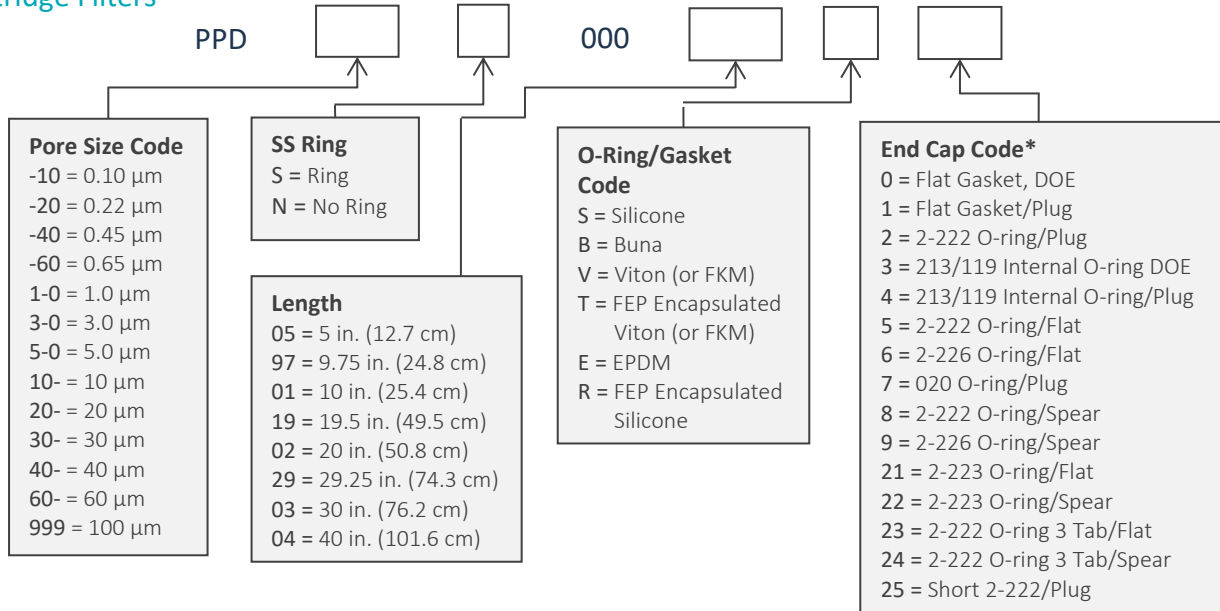 Filters
PPD
000
Pore Size Code
-10 = 0.10 µm
-20 = 0.22 µm
-40 = 0.45 µm
-60 = 0.65 µm
1-0 = 1.0 µm
3-0 = 3.0 µm
5-0 = 5.0 µm
10- = 10 µm
20- = 20 µm
30- = 30 µm
40- = 40 µm
60- = 60 µm
999 = 100 µm
SS Ring
S = Ring
N = No Ring
Length
05 = 5 in. (12.7 cm)
97 = 9.75 in. (24.8 cm)
01 = 10 in. (25.4 cm)
19 = 19.5 in. (49.5 cm)
02 = 20 in. (50.8 cm)
29 = 29.25 in. (74.3 cm)
03 = 30 in. (76.2 cm)
04 = 40 in. (101.6 cm)
O-Ring/Gasket
Code
S = Silicone
B = Buna
V = Viton (or FKM)
T = FEP Encapsulated
Viton (or FKM)
E = EPDM
R = FEP Encapsulated
Silicone
End Cap Code*
0 = Flat Gasket, DOE
1 = Flat Gasket/Plug
2 = 2-222 O-ring/Plug
3 = 213/119 Internal O-ring DOE
4 = 213/119 Internal O-ring/Plug
5 = 2-222 O-ring/Flat
6 = 2-226 O-ring/Flat
7 = 020 O-ring/Plug
8 = 2-222 O-ring/Spear
9 = 2-226 O-ring/Spear
21 = 2-223 O-ring/Flat
22 = 2-223 O-ring/Spear
23 = 2-222 O-ring 3 Tab/Flat
24 = 2-222 O-ring 3 Tab/Spear
25 = Short 2-222/Plug